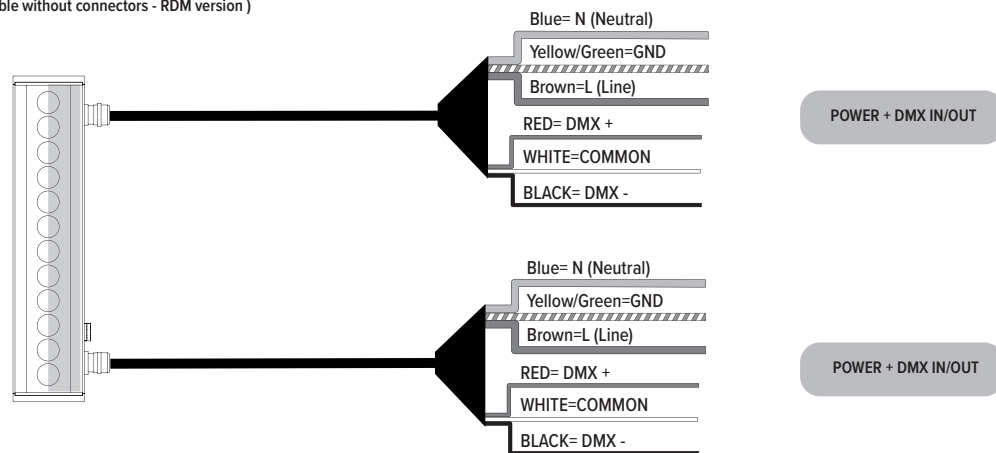 ble without connectors - RDM version )
Blue= N (Neutral)
Yellow/Green=GND
Brown=L (Line)
RED= DMX +
WHITE=COMMON
BLACK= DMX -
POWER + DMX IN/OUT
Blue= N (Neutral)
Yellow/Green=GND
Brown=L (Line)
RED= DMX +
WHITE=COMMON
BLACK= DMX -
POWER + DMX IN/OUT